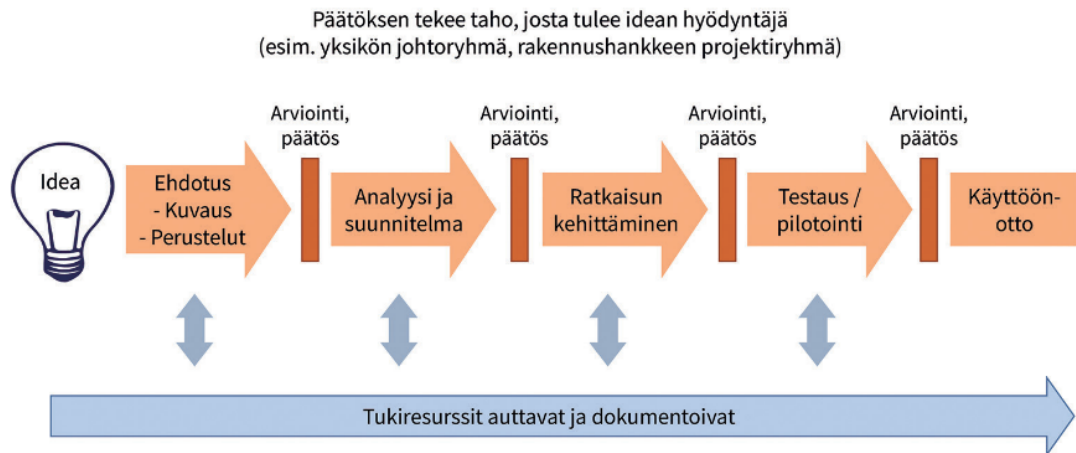 Päätöksen tekee taho, josta tulee idean hyödyntäjä
(esim. yksikön johtoryhmä, rakennushankkeen projektiryhmä)
Idea
Ehdotus
- Kuvaus
- Perustelut
Arviointi,
päätös
Analyysi ja
suunnitelma
Arviointi,
päätös
Ratkaisun
kehittäminen
Arviointi,
päätös
Testaus /
pilotointi
Arviointi,
päätös
Käyttöön-
otto
Tukiresurssit auttavat ja dokumentoivat